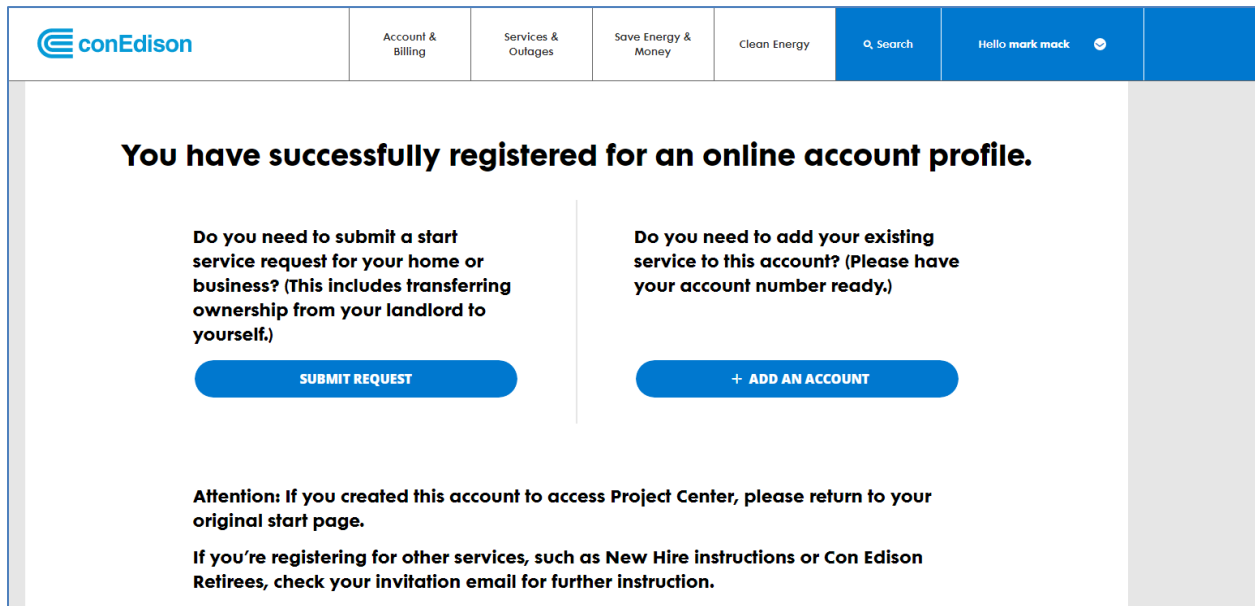 conEdison
Account &
Billing
Services &
Outages
Save Energy &
Money
Clean Energy
Search
Hello mark mack
You have successfully registered for an online account profile.
Do you need to submit a start
service request for your home or
business? (This includes transferring
ownership from your landlord to
yourself.)
SUBMIT REQUEST
Do you need to add your existing
service to this account? (Please have
your account number ready.)
+ ADD AN ACCOUNT
Attention: If you created this account to access Project Center, please return to your
original start page.
If you’re registering for other services, such as New Hire instructions or Con Edison
Retirees, check your invitation email for further instruction.